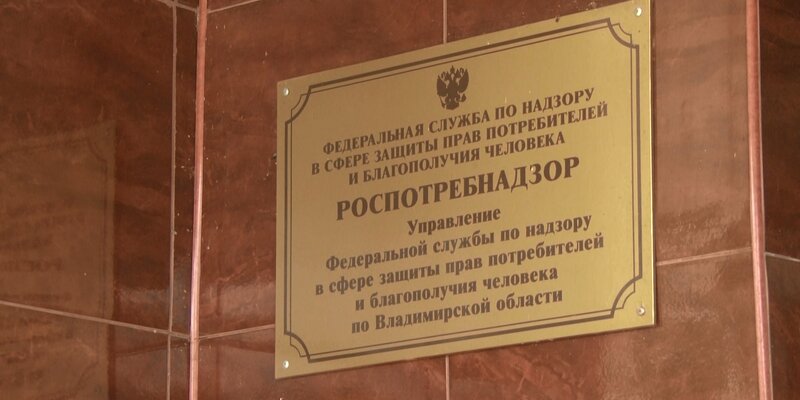 ФЕДЕРАЛЬНАЯ СЛУЖБА ПО НАДЗОРУ
В СФЕРЕ ЗАЩИТЫ ПРАВ ПОТРЕБИТЕЛЕЙ
И БЛАГОПОЛУЧИЯ ЧЕЛОВЕКА
РОСПОТРЕБНАДЗОР
Управление
Федеральной службы по надзору
в сфере защиты прав потребителей
и благополучия человека
по Владимирской области